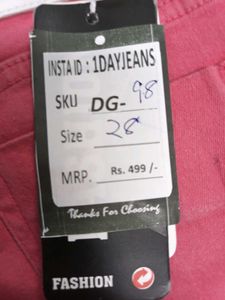 INSTA ID : 1DAYJEANS
SKU DG- 98
Size 28
MRP. Rs. 499 /-
Thanks For Choosing
FASHION